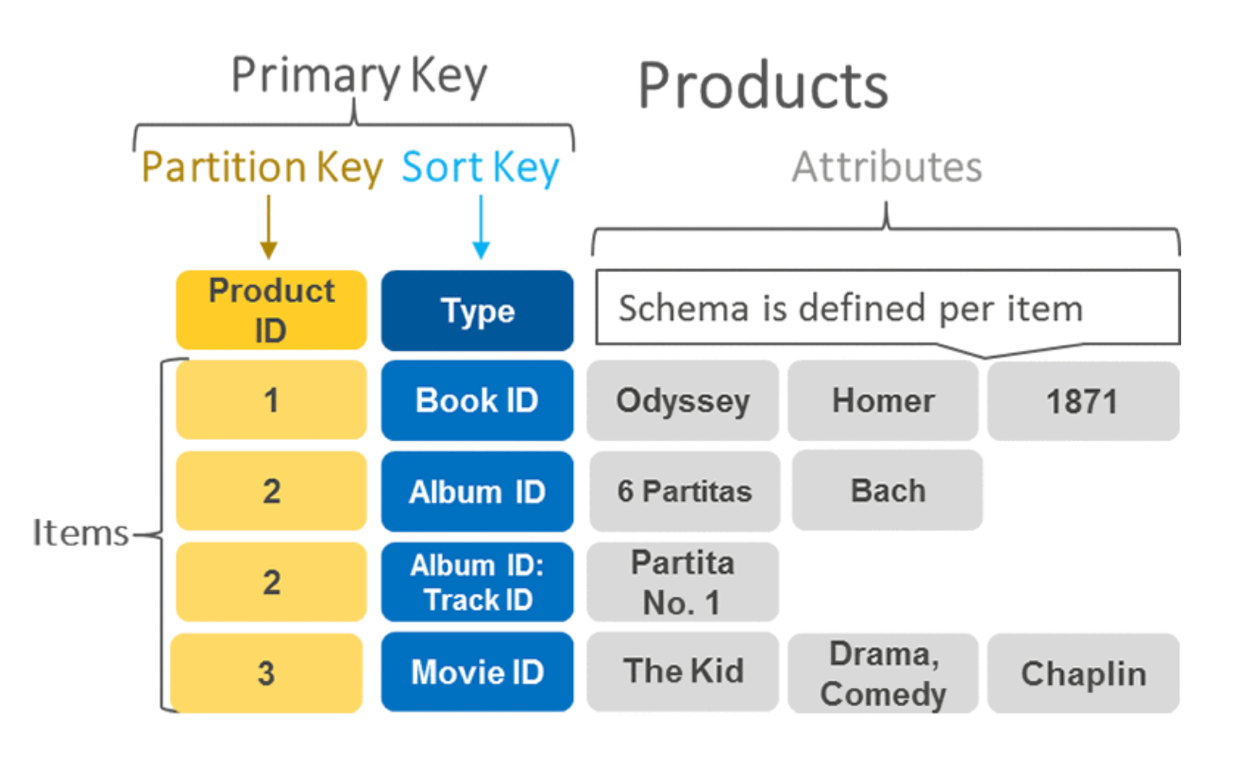 Primary Key
Products
Partition Key
Sort Key
Attributes
Product
ID
Type
Schema is defined per item
Items
1
Book ID
Odyssey
Homer
1871
2
Album ID
6 Partitas
Bach
2
Album ID:
Track ID
Partita
No. 1
3
Movie ID
The Kid
Drama,
Comedy
Chaplin